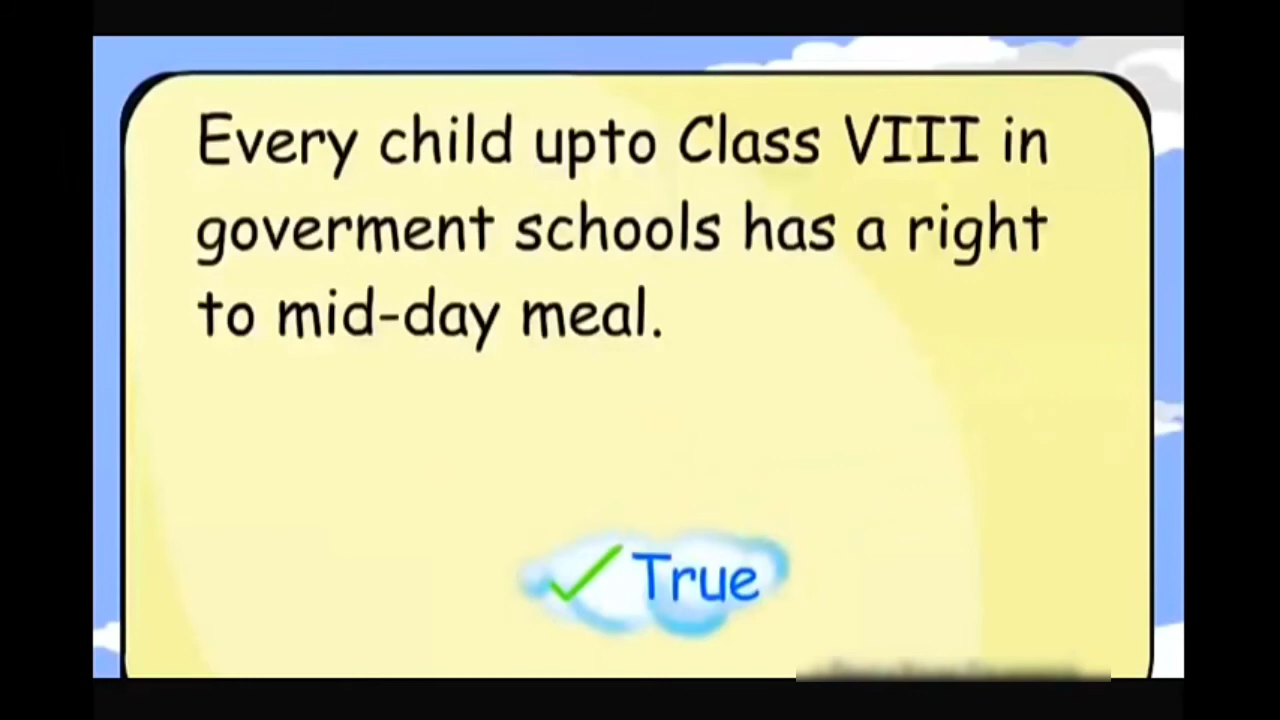 Every child upto Class VIII in
goverment schools has a right
to mid-day meal.
True